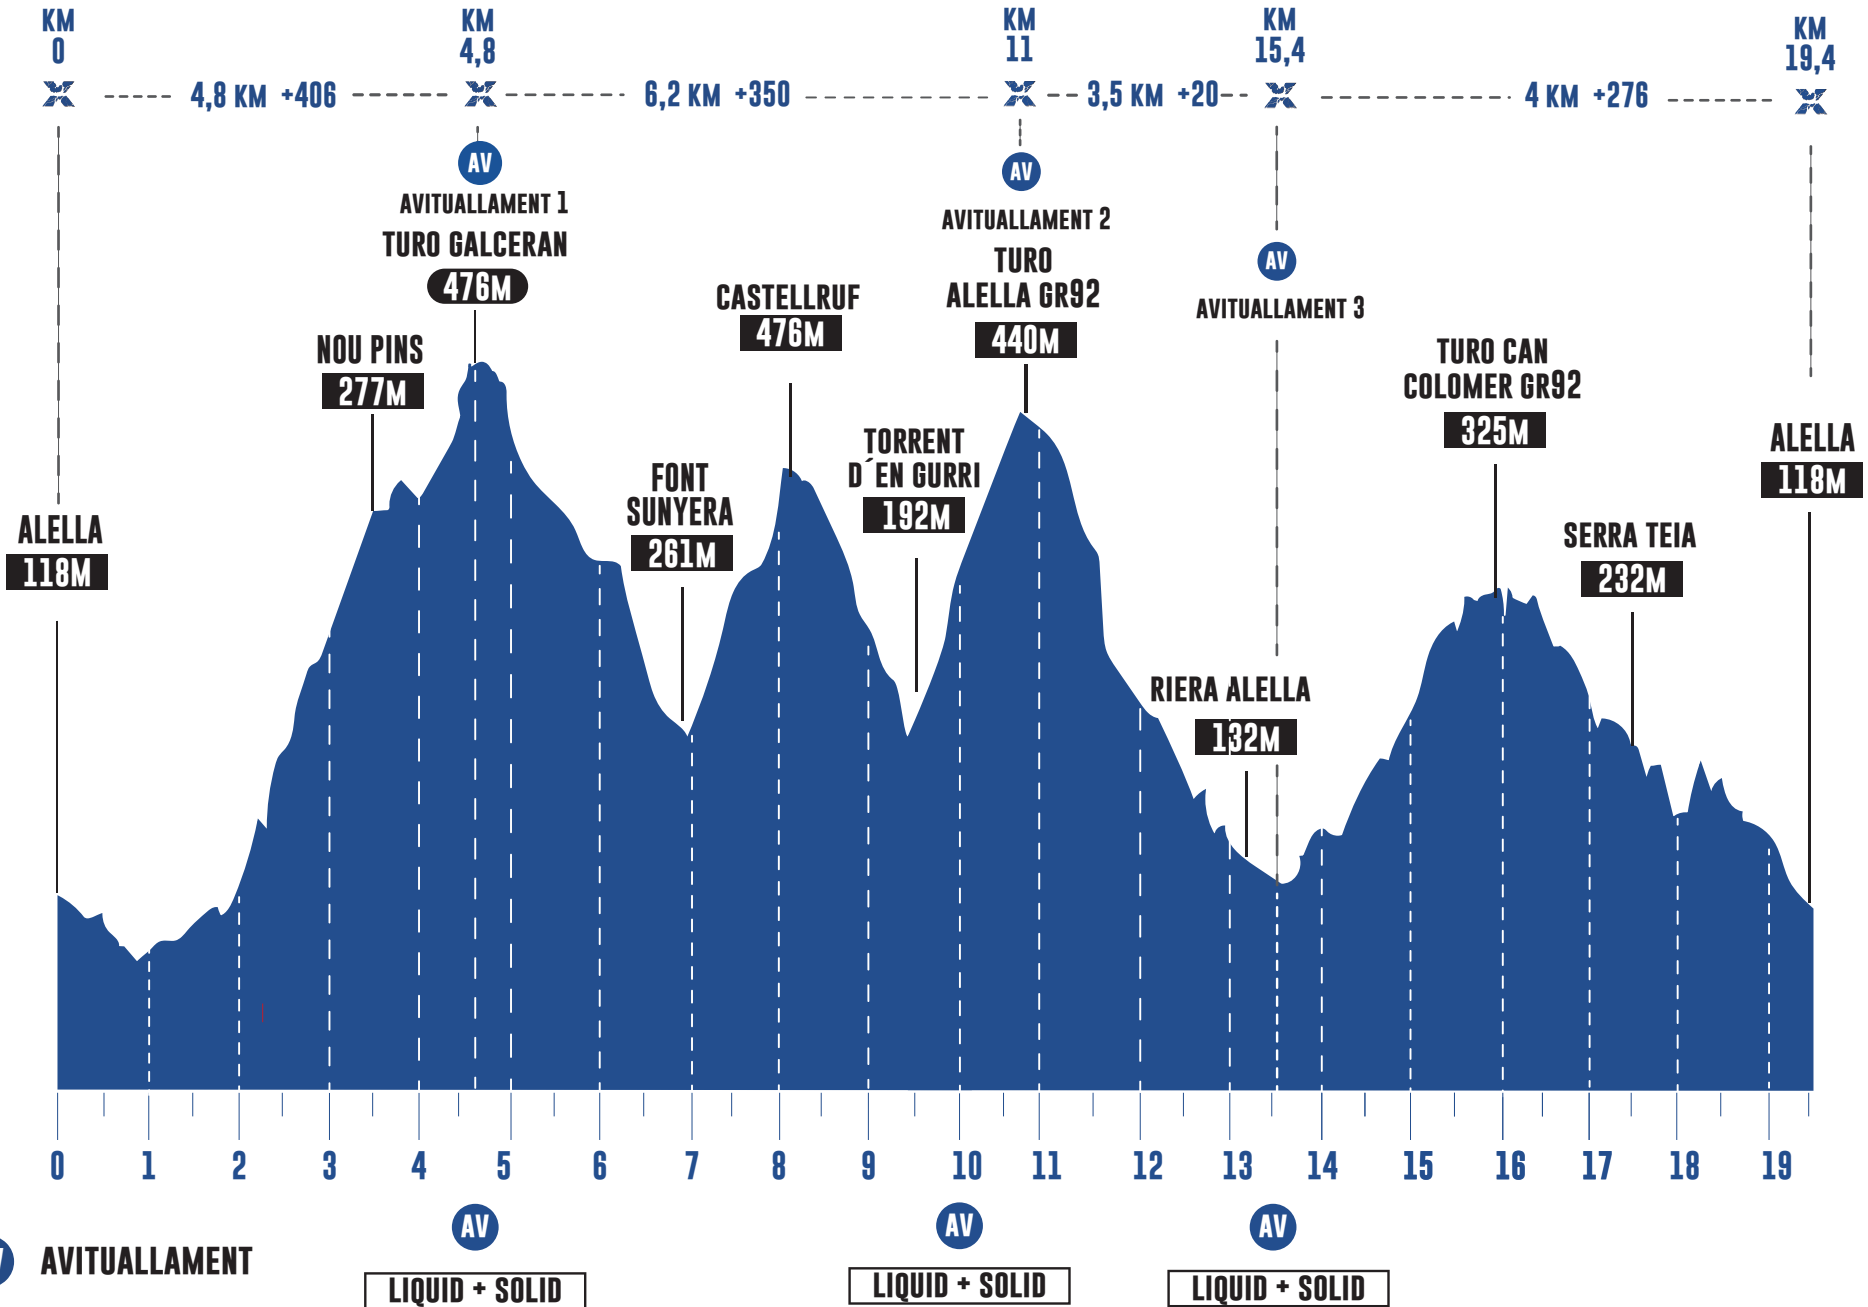 KM
0
KM
4,8
KM
11
KM
15,4
KM
19,4
4,8 KM +406
6,2 KM +350
3,5 KM +20
4 KM +276
AV
AVITUALLAMENT 1
TURO GALCERAN
476M
AV
AVITUALLAMENT 2
TURO
ALELLA GR92
440M
AV
AVITUALLAMENT 3
NOU PINS
277M
CASTELLRUF
476M
TURO CAN
COLOMER GR92
325M
ALELLA
118M
TORRENT
D´EN GURRI
192M
FONT
SUNYERA
261M
ALELLA
118M
SERRA TEIA
232M
RIERA ALELLA
132M
0 1 2 3 4 5 6 7 8 9 10 11 12 13 14 15 16 17 18 19
AV
AV
AV
AVITUALLAMENT
LIQUID + SOLID
LIQUID + SOLID
LIQUID + SOLID